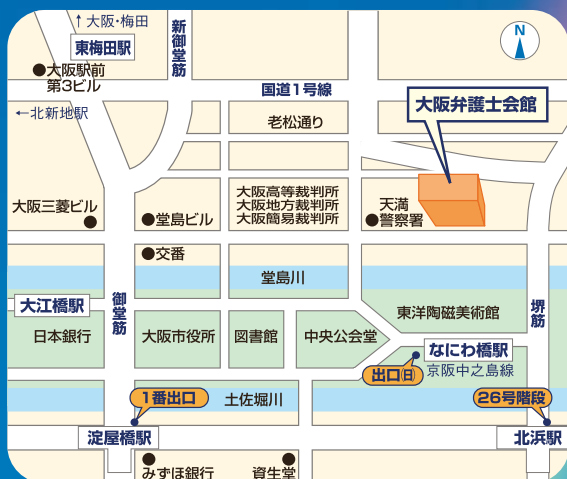 ↑大阪・梅田
東梅田駅
新御堂筋
N
●大阪駅前
第3ビル
国道1号線
大阪弁護士会館
←北新地駅
老松通り
大阪高等裁判所
大阪地方裁判所
大阪簡易裁判所
天満
●警察署
大阪三菱ビル
●堂島ビル
●交番
堂島川
大江橋駅
御堂筋
東洋陶磁美術館
堺筋
日本銀行
大阪市役所
図書館
中央公会堂
なにわ橋駅
出口㊐
京阪中之島線
1番出口
土佐堀川
26号階段
淀屋橋駅
北浜駅
みずほ銀行
資生堂